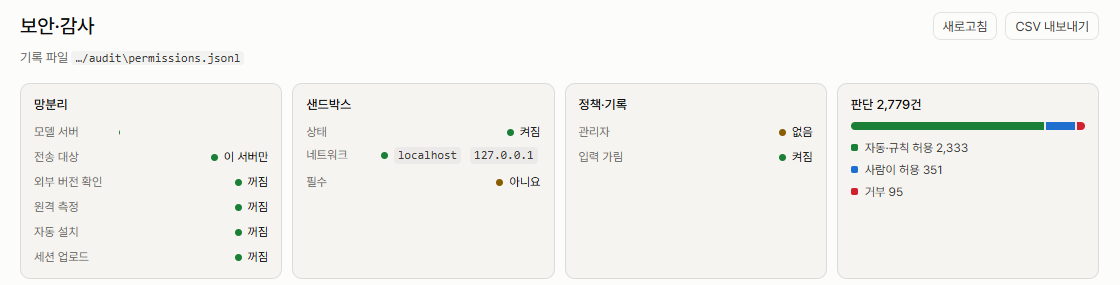 보안·감사
새로고침
CSV 내보내기
기록 파일 …/audit\permissions.jsonl
망분리
모델 서버
전송 대상 이 서버만
외부 버전 확인 꺼짐
원격 측정 꺼짐
자동 설치 꺼짐
세션 업로드 꺼짐
샌드박스
상태 켜짐
네트워크 localhost 127.0.0.1
필수 아니요
정책·기록
관리자 없음
입력 가림 켜짐
판단 2,779건
자동·규칙 허용 2,333
사람이 허용 351
거부 95